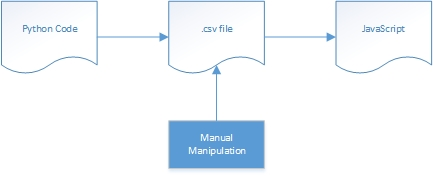 Python Code
.csv file
JavaScript
Manual
Manipulation